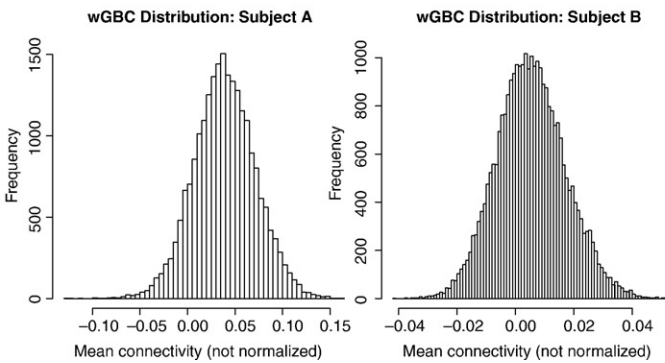 wGBC Distribution: Subject A
Frequency
0 500 1000 1500
−0.10 −0.05 0.00 0.05 0.10 0.15
Mean connectivity (not normalized)
wGBC Distribution: Subject B
Frequency
0 200 400 600 800 1000
−0.04 −0.02 0.00 0.02 0.04
Mean connectivity (not normalized)